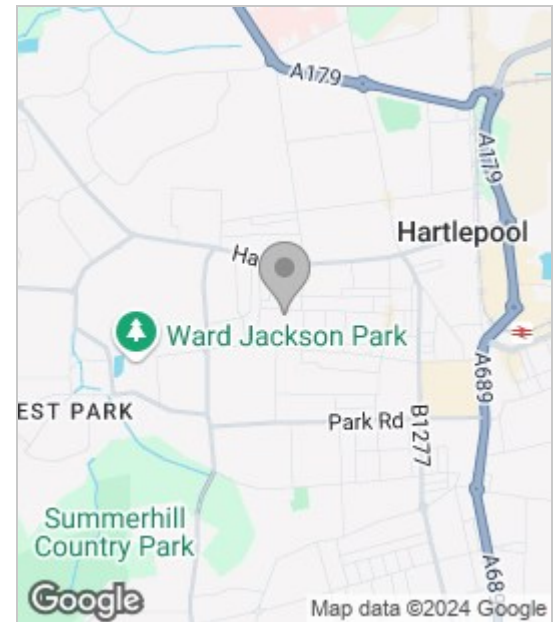 A179
A179
Hartlepool
Ha
Ward Jackson Park
A689
EST PARK
Park Rd
B1277
Summerhill
Country Park
A689
Google
Map data ©2024 Google